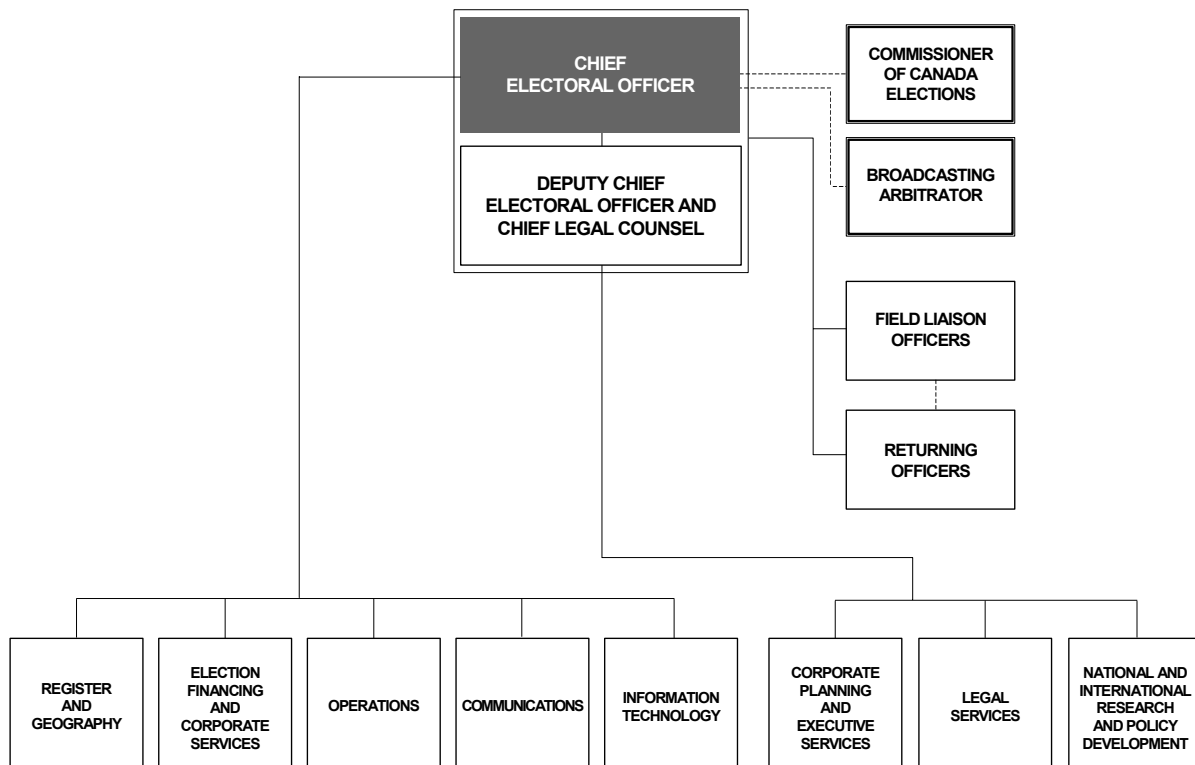 CHIEF
ELECTORAL OFFICER
COMMISSIONER
OF CANADA
ELECTIONS
DEPUTY CHIEF
ELECTORAL OFFICER AND
CHIEF LEGAL COUNSEL
BROADCASTING
ARBITRATOR
FIELD LIAISON
OFFICERS
RETURNING
OFFICERS
REGISTER
AND
GEOGRAPHY
ELECTION
FINANCING
AND
CORPORATE
SERVICES
OPERATIONS
COMMUNICATIONS
INFORMATION
TECHNOLOGY
CORPORATE
PLANNING
AND
EXECUTIVE
SERVICES
LEGAL
SERVICES
NATIONAL AND
INTERNATIONAL
RESEARCH
AND POLICY
DEVELOPMENT